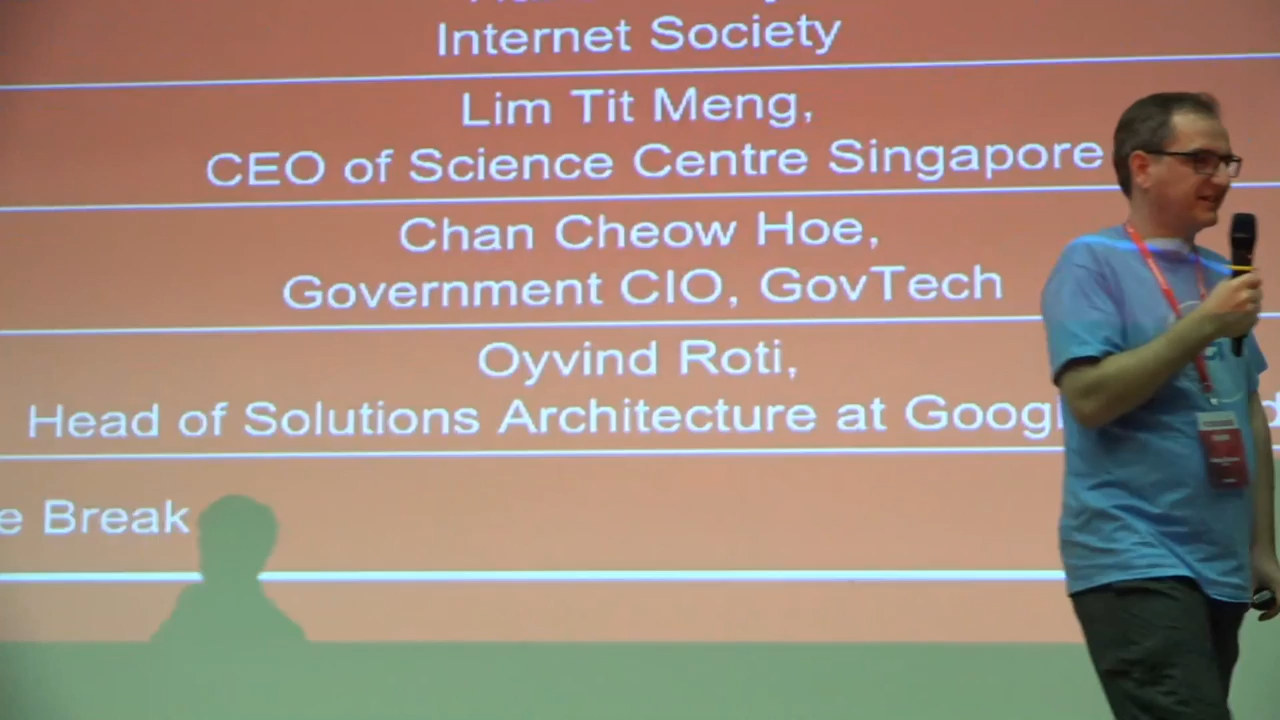 Internet Society
Lim Tit Meng,
CEO of Science Centre Singapore
Chan Cheow Hoe,
Government CIO, GovTech
Oyvind Roti,
Head of Solutions Architecture at
Break